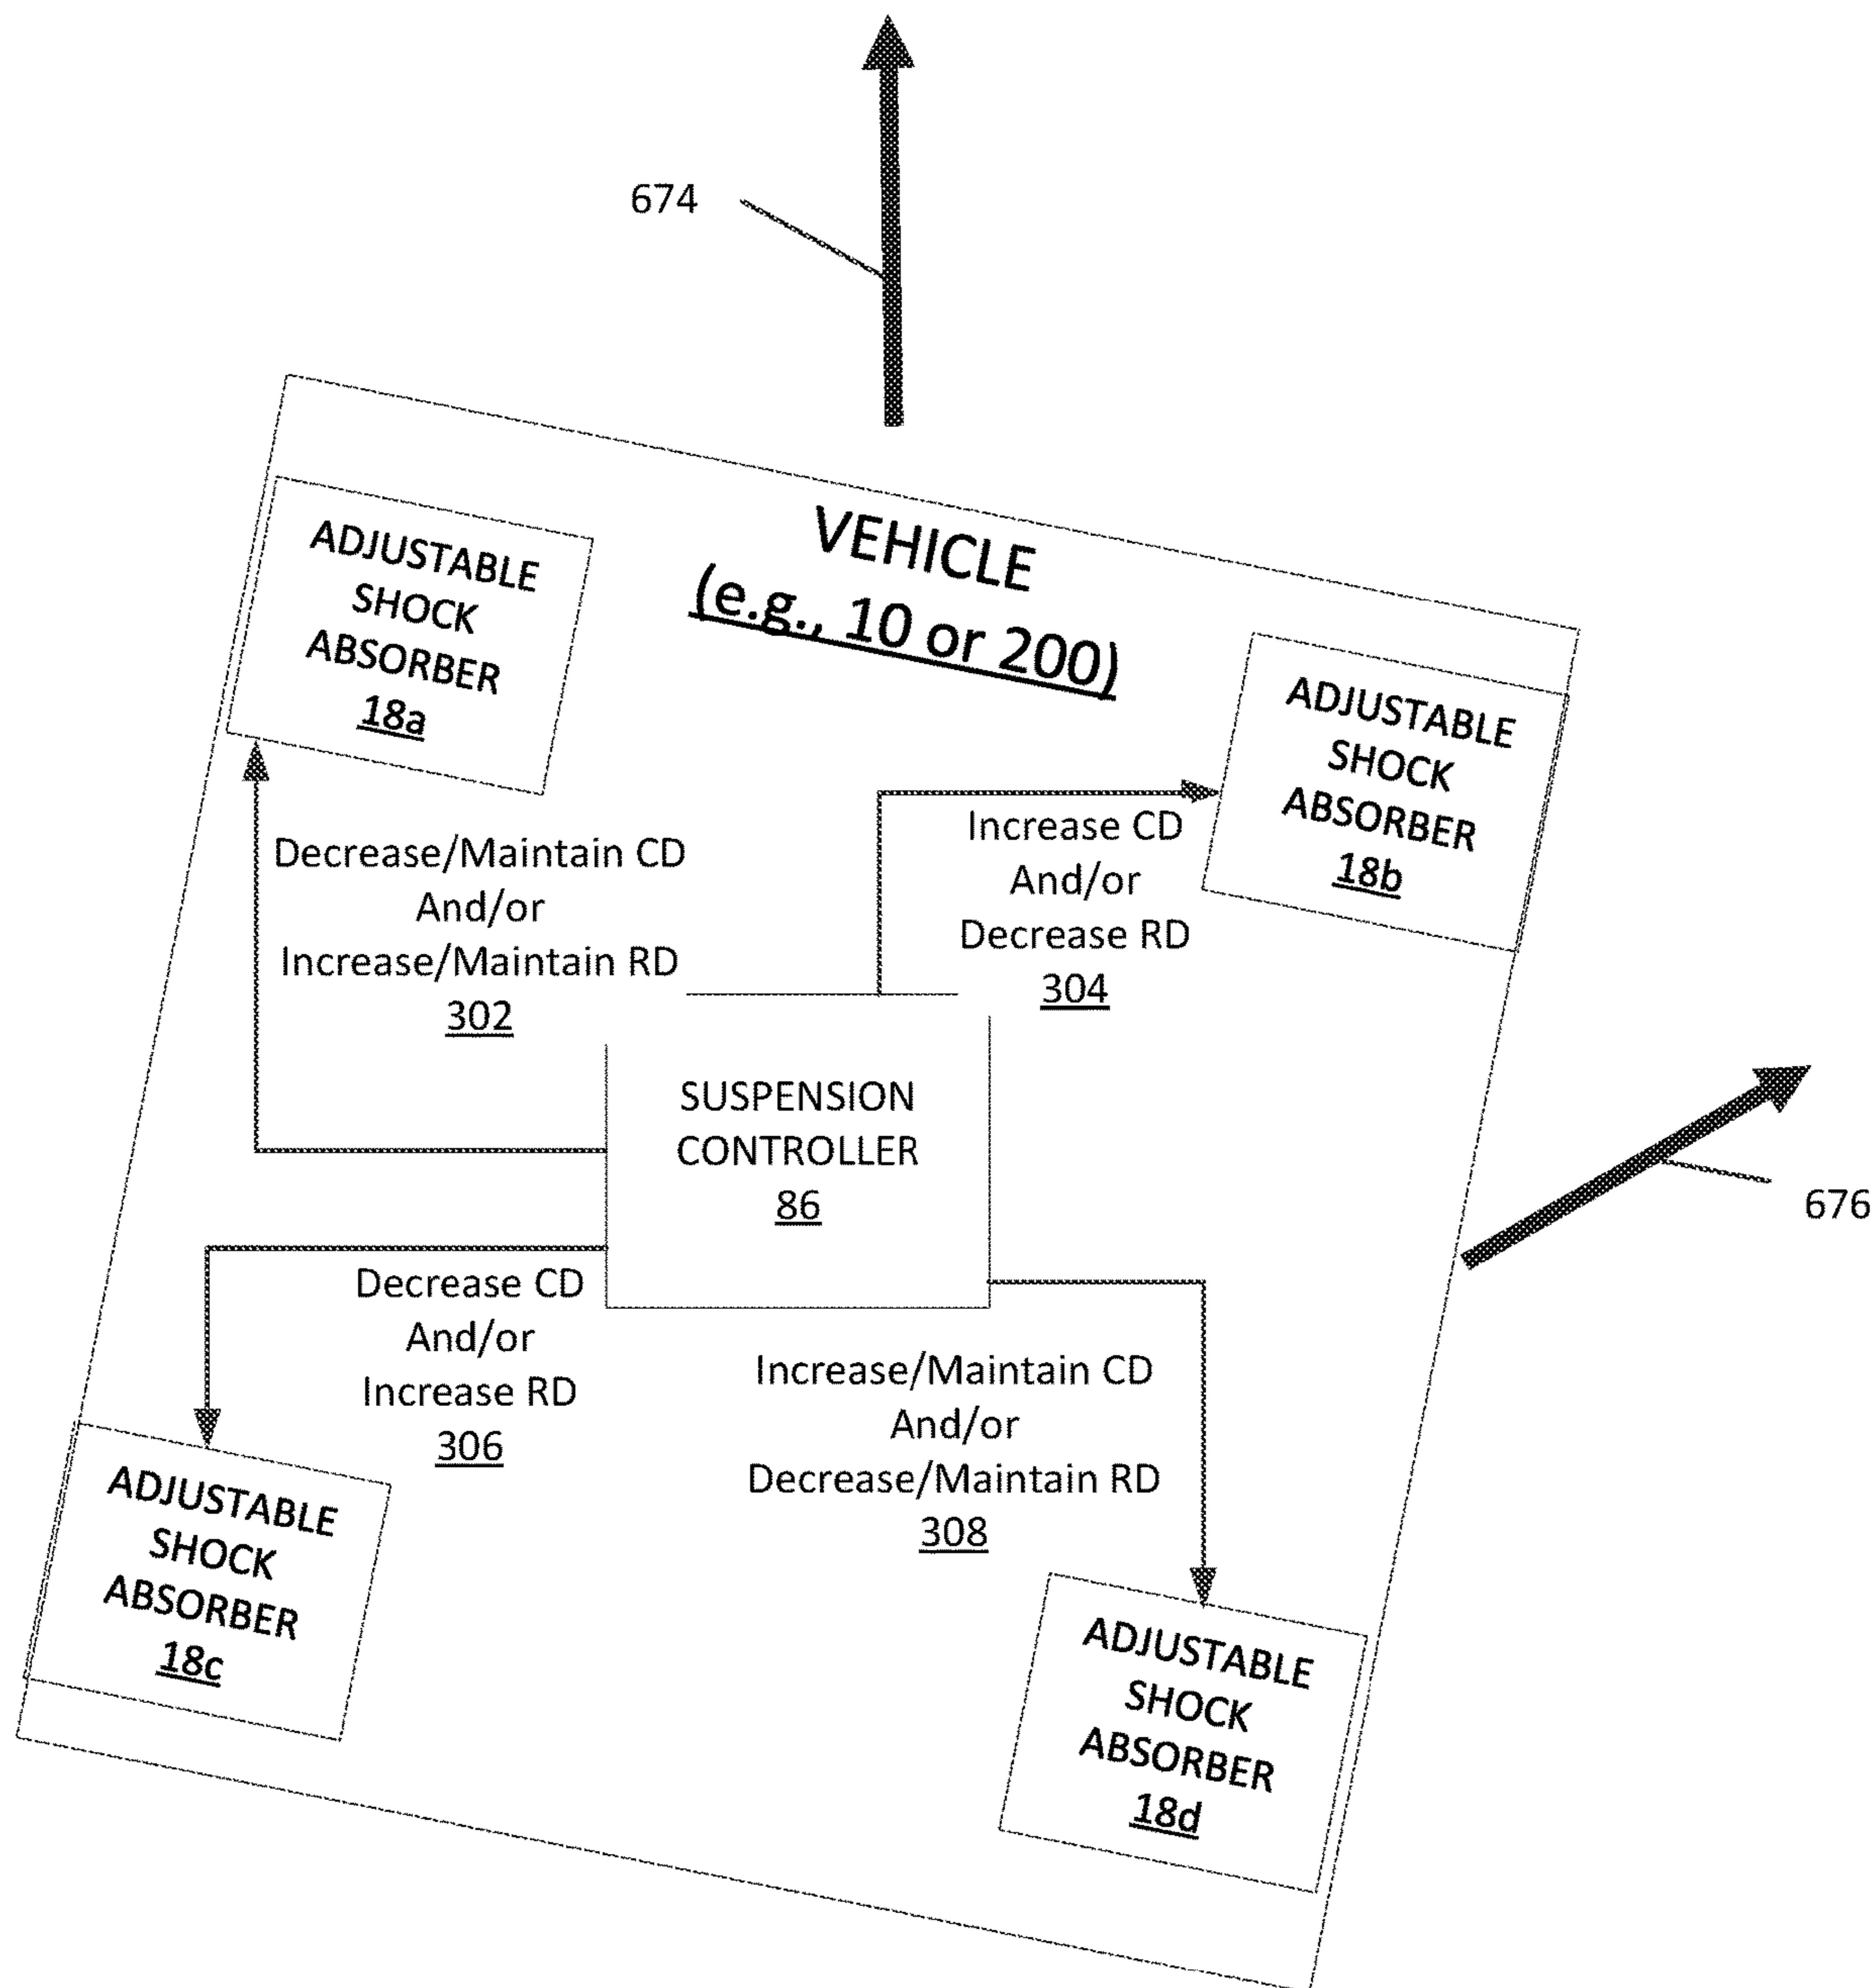 674
VEHICLE
(e.g., 10 or 200)
ADJUSTABLE
SHOCK
ABSORBER
18a
ADJUSTABLE
SHOCK
ABSORBER
18b
Decrease/Maintain CD
And/or
Increase/Maintain RD
302
Increase CD
And/or
Decrease RD
304
SUSPENSION
CONTROLLER
86
676
Decrease CD
And/or
Increase RD
306
Increase/Maintain CD
And/or
Decrease/Maintain RD
308
ADJUSTABLE
SHOCK
ABSORBER
18c
ADJUSTABLE
SHOCK
ABSORBER
18d